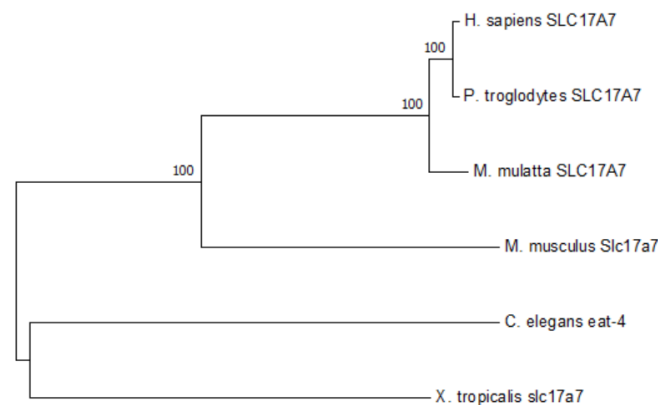 H. sapiens SLC17A7
100
P. troglodytes SLC17A7
100
M. mulatta SLC17A7
100
M. musculus Slc17a7
C. elegans eat-4
X. tropicalis slc17a7